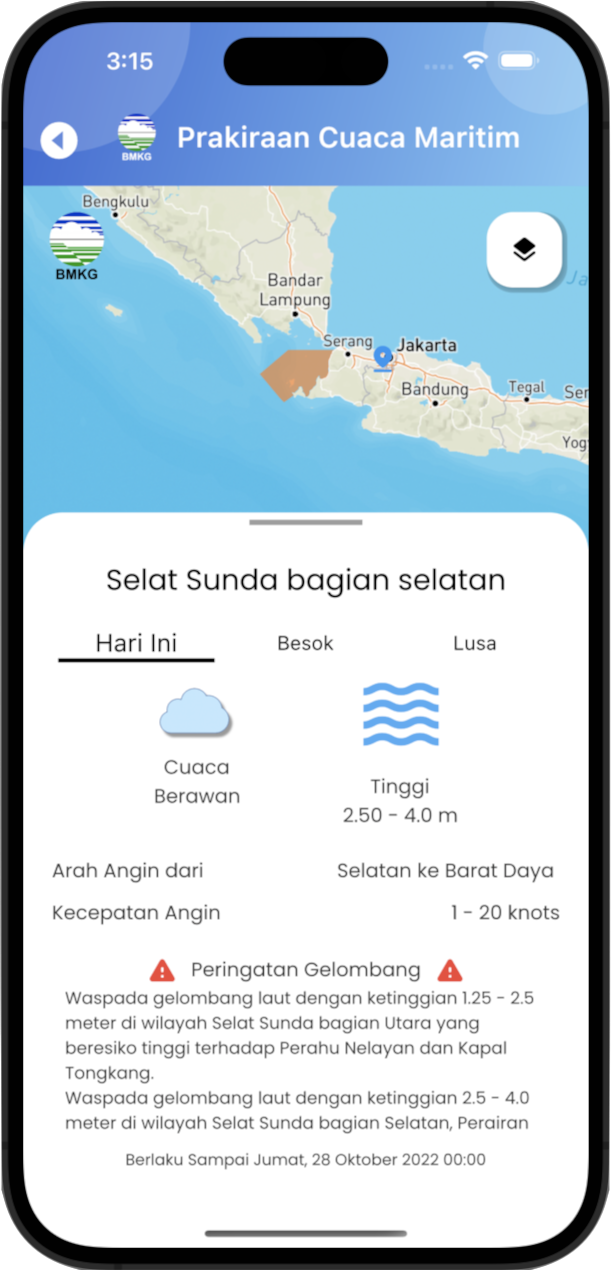 3:15
BMKG
Prakiraan Cuaca Maritim
Bengkulu
BMKG
Bandar
Lampung
Serang
Jakarta
Bandung
Tegal
Selat Sunda bagian selatan
Hari Ini
Besok
Lusa
Cuaca
Berawan
Tinggi
2.50 - 4.0 m
Arah Angin dari
Selatan ke Barat Daya
Kecepatan Angin
1 - 20 knots
Peringatan Gelombang
Waspada gelombang laut dengan ketinggian 1.25 - 2.5
meter di wilayah Selat Sunda bagian Utara yang
beresiko tinggi terhadap Perahu Nelayan dan Kapal
Tongkang.
Waspada gelombang laut dengan ketinggian 2.5 - 4.0
meter di wilayah Selat Sunda bagian Selatan, Perairan
Berlaku Sampai Jumat, 28 Oktober 2022 00:00